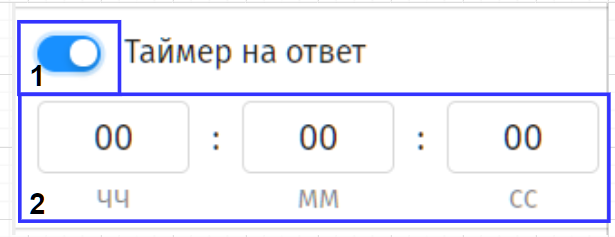 1 Таймер на ответ
00 : 00 : 00
2 чч мм сс